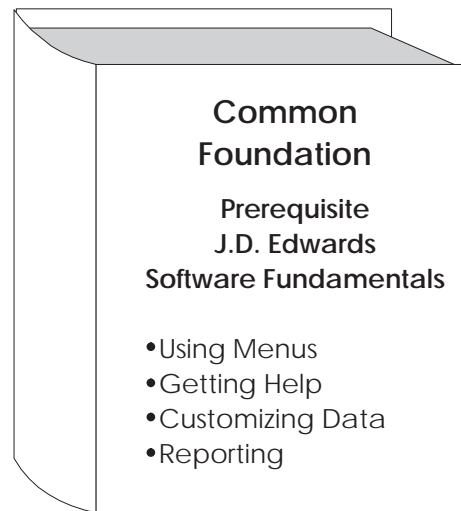 Common
Foundation
Prerequisite
J.D. Edwards
Software Fundamentals
•Using Menus
•Getting Help
•Customizing Data
•Reporting